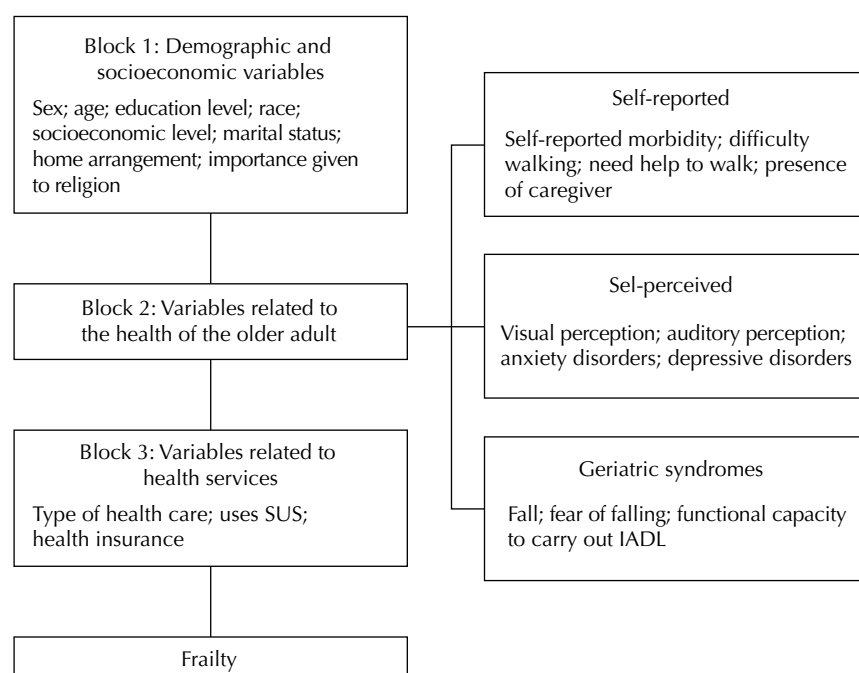 Block 1: Demographic and
socioeconomic variables
Sex; age; education level; race;
socioeconomic level; marital status;
home arrangement; importance given
to religion
Block 2: Variables related to
the health of the older adult
Block 3: Variables related to
health services
Type of health care; uses SUS;
health insurance
Frailty
Self-reported
Self-reported morbidity; difficulty
walking; need help to walk; presence
of caregiver
Sel-perceived
Visual perception; auditory perception;
anxiety disorders; depressive disorders
Geriatric syndromes
Fall; fear of falling; functional capacity
to carry out IADL